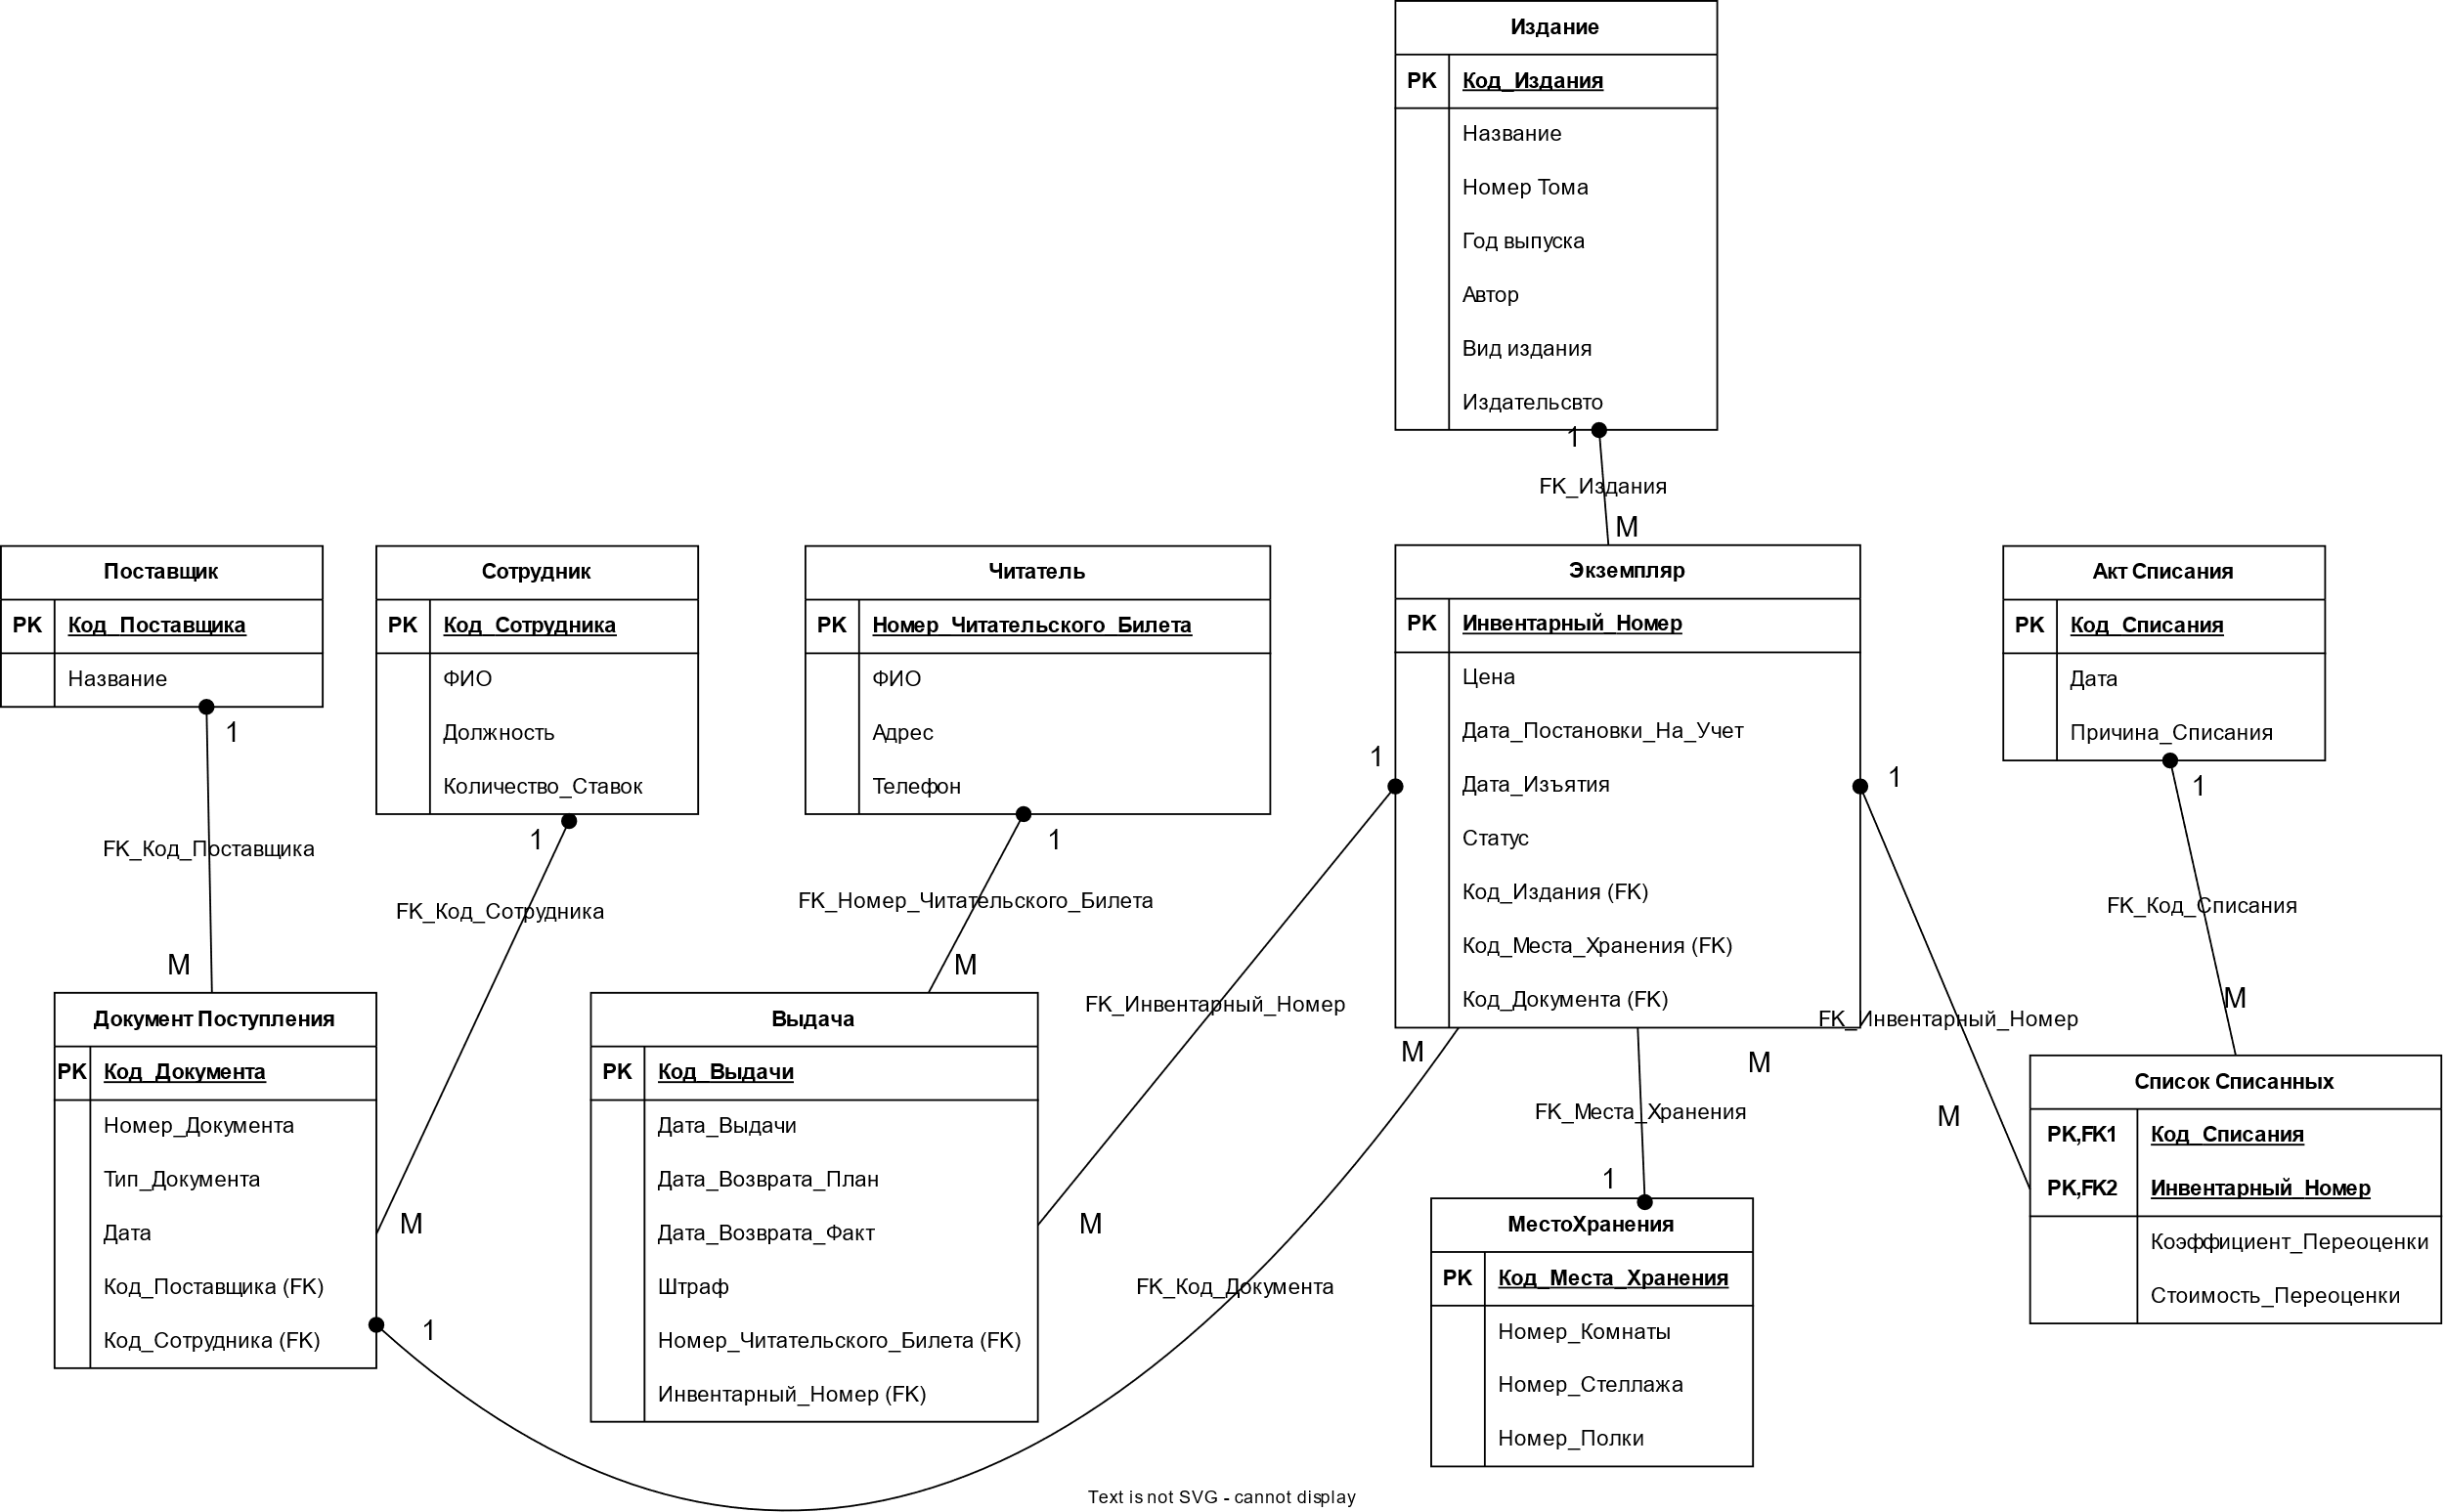 Издание
PK Код_Издания
Название
Номер Тома
Год выпуска
Автор
Вид издания
Издательсвто
1
FK_Издания
M
Поставщик
PK Код_Поставщика
Название
1
FK_Код_Поставщика
M
Сотрудник
PK Код_Сотрудника
ФИО
Должность
Количество_Ставок
1
FK_Код_Сотрудника
M
Читатель
PK Номер_Читательского_Билета
ФИО
Адрес
Телефон
1
FK_Номер_Читательского_Билета
M
Экземпляр
PK Инвентарный_Номер
Цена
Дата_Постановки_На_Учет
Дата_Изъятия
Статус
Код_Издания (FK)
Код_Места_Хранения (FK)
Код_Документа (FK)
1
FK_Инвентарный_Номер
M
1
FK_Инвентарный_Номер
M
Акт Списания
PK Код_Списания
Дата
Причина_Списания
1
FK_Код_Списания
M
Документ Поступления
PK Код_Документа
Номер_Документа
Тип_Документа
Дата
Код_Поставщика (FK)
Код_Сотрудника (FK)
1
FK_Код_Документа
M
Выдача
PK Код_Выдачи
Дата_Выдачи
Дата_Возврата_План
Дата_Возврата_Факт
Штраф
Номер_Читательского_Билета (FK)
Инвентарный_Номер (FK)
M
FK_Места_Хранения
1
МестоХранения
PK Код_Места_Хранения
Номер_Комнаты
Номер_Стеллажа
Номер_Полки
Список Списанных
PK,FK1 Код_Списания
PK,FK2 Инвентарный_Номер
Коэффициент_Переоценки
Стоимость_Переоценки
Text is not SVG - cannot display